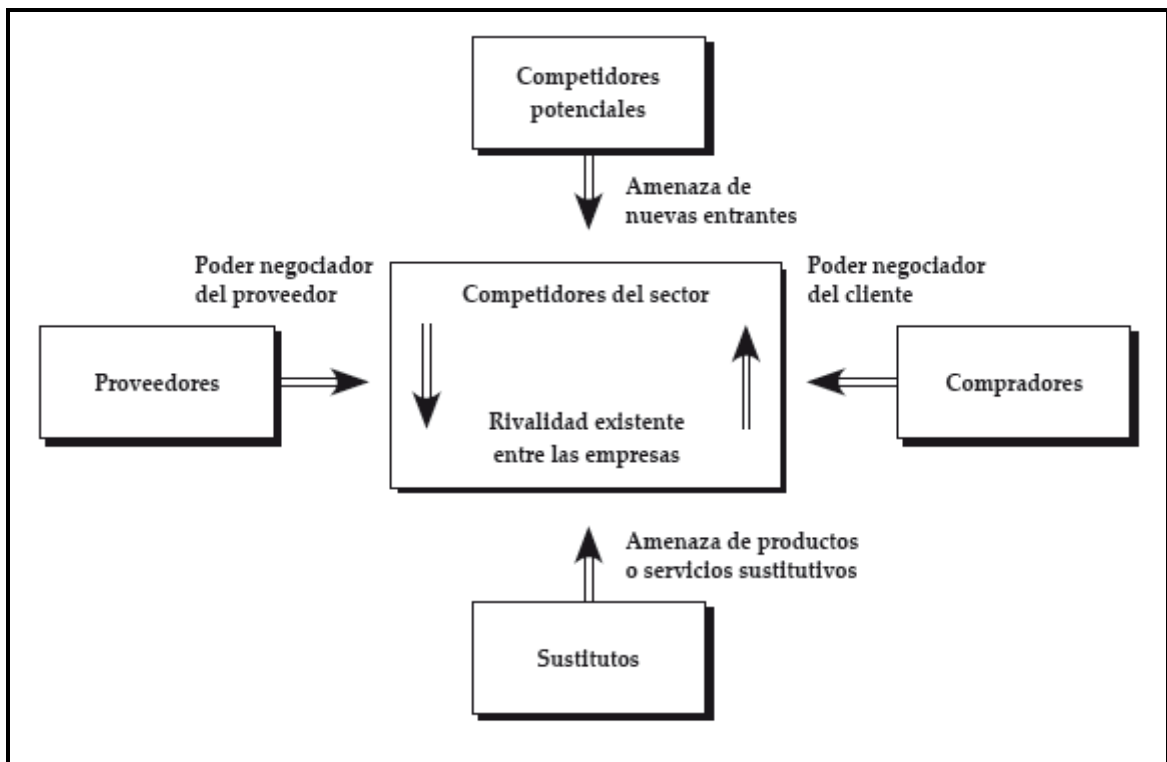 Competidores
potenciales
Amenaza de
nuevas entrantes
Poder negociador
del proveedor
Competidores del sector
Poder negociador
del cliente
Proveedores
Compradores
Rivalidad existente
entre las empresas
Amenaza de productos
o servicios sustitutivos
Sustitutos